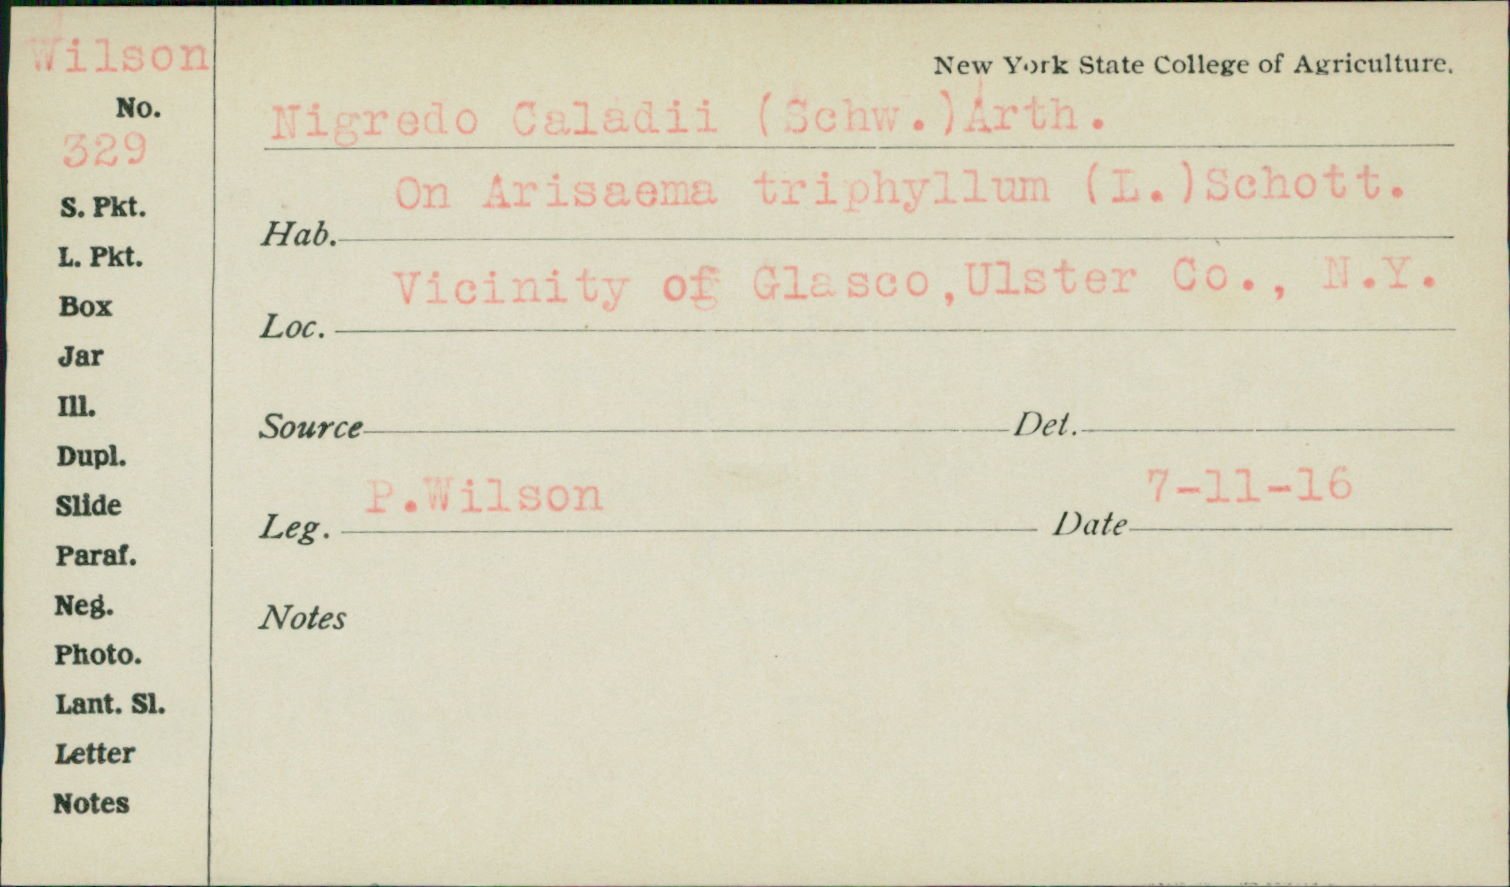 Wilson
No.
329
S. Pkt.
L. Pkt.
Box
Jar
Ill.
Dupl.
Slide
Paraf.
Neg.
Photo.
Lant. Sl.
Letter
Notes
New York State College of Agriculture.
Nigredo Caladii (Schw.)Arth.
On Arisaema triphyllum (L.)Schott.
Hab.
Vicinity of Glasco,Ulster Co., N.Y.
Loc.
Source Det.
P.Wilson 7-11-16
Leg. Date
Notes